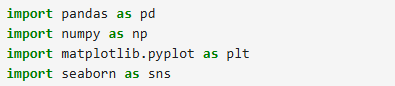 import pandas as pd
import numpy as np
import matplotlib.pyplot as plt
import seaborn as sns